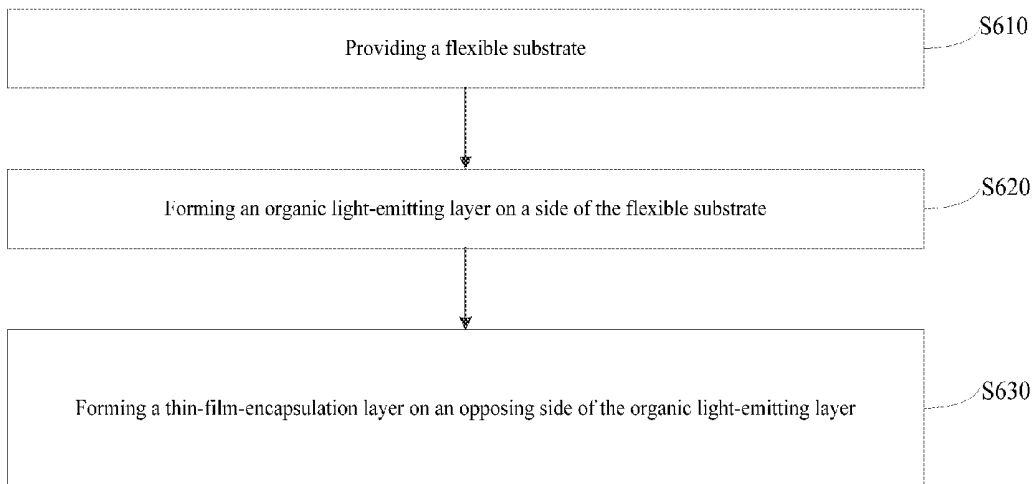 S610
Providing a flexible substrate
S620
Forming an organic light-emitting layer on a side of the flexible substrate
S630
Forming a thin-film-encapsulation layer on an opposing side of the organic light-emitting layer